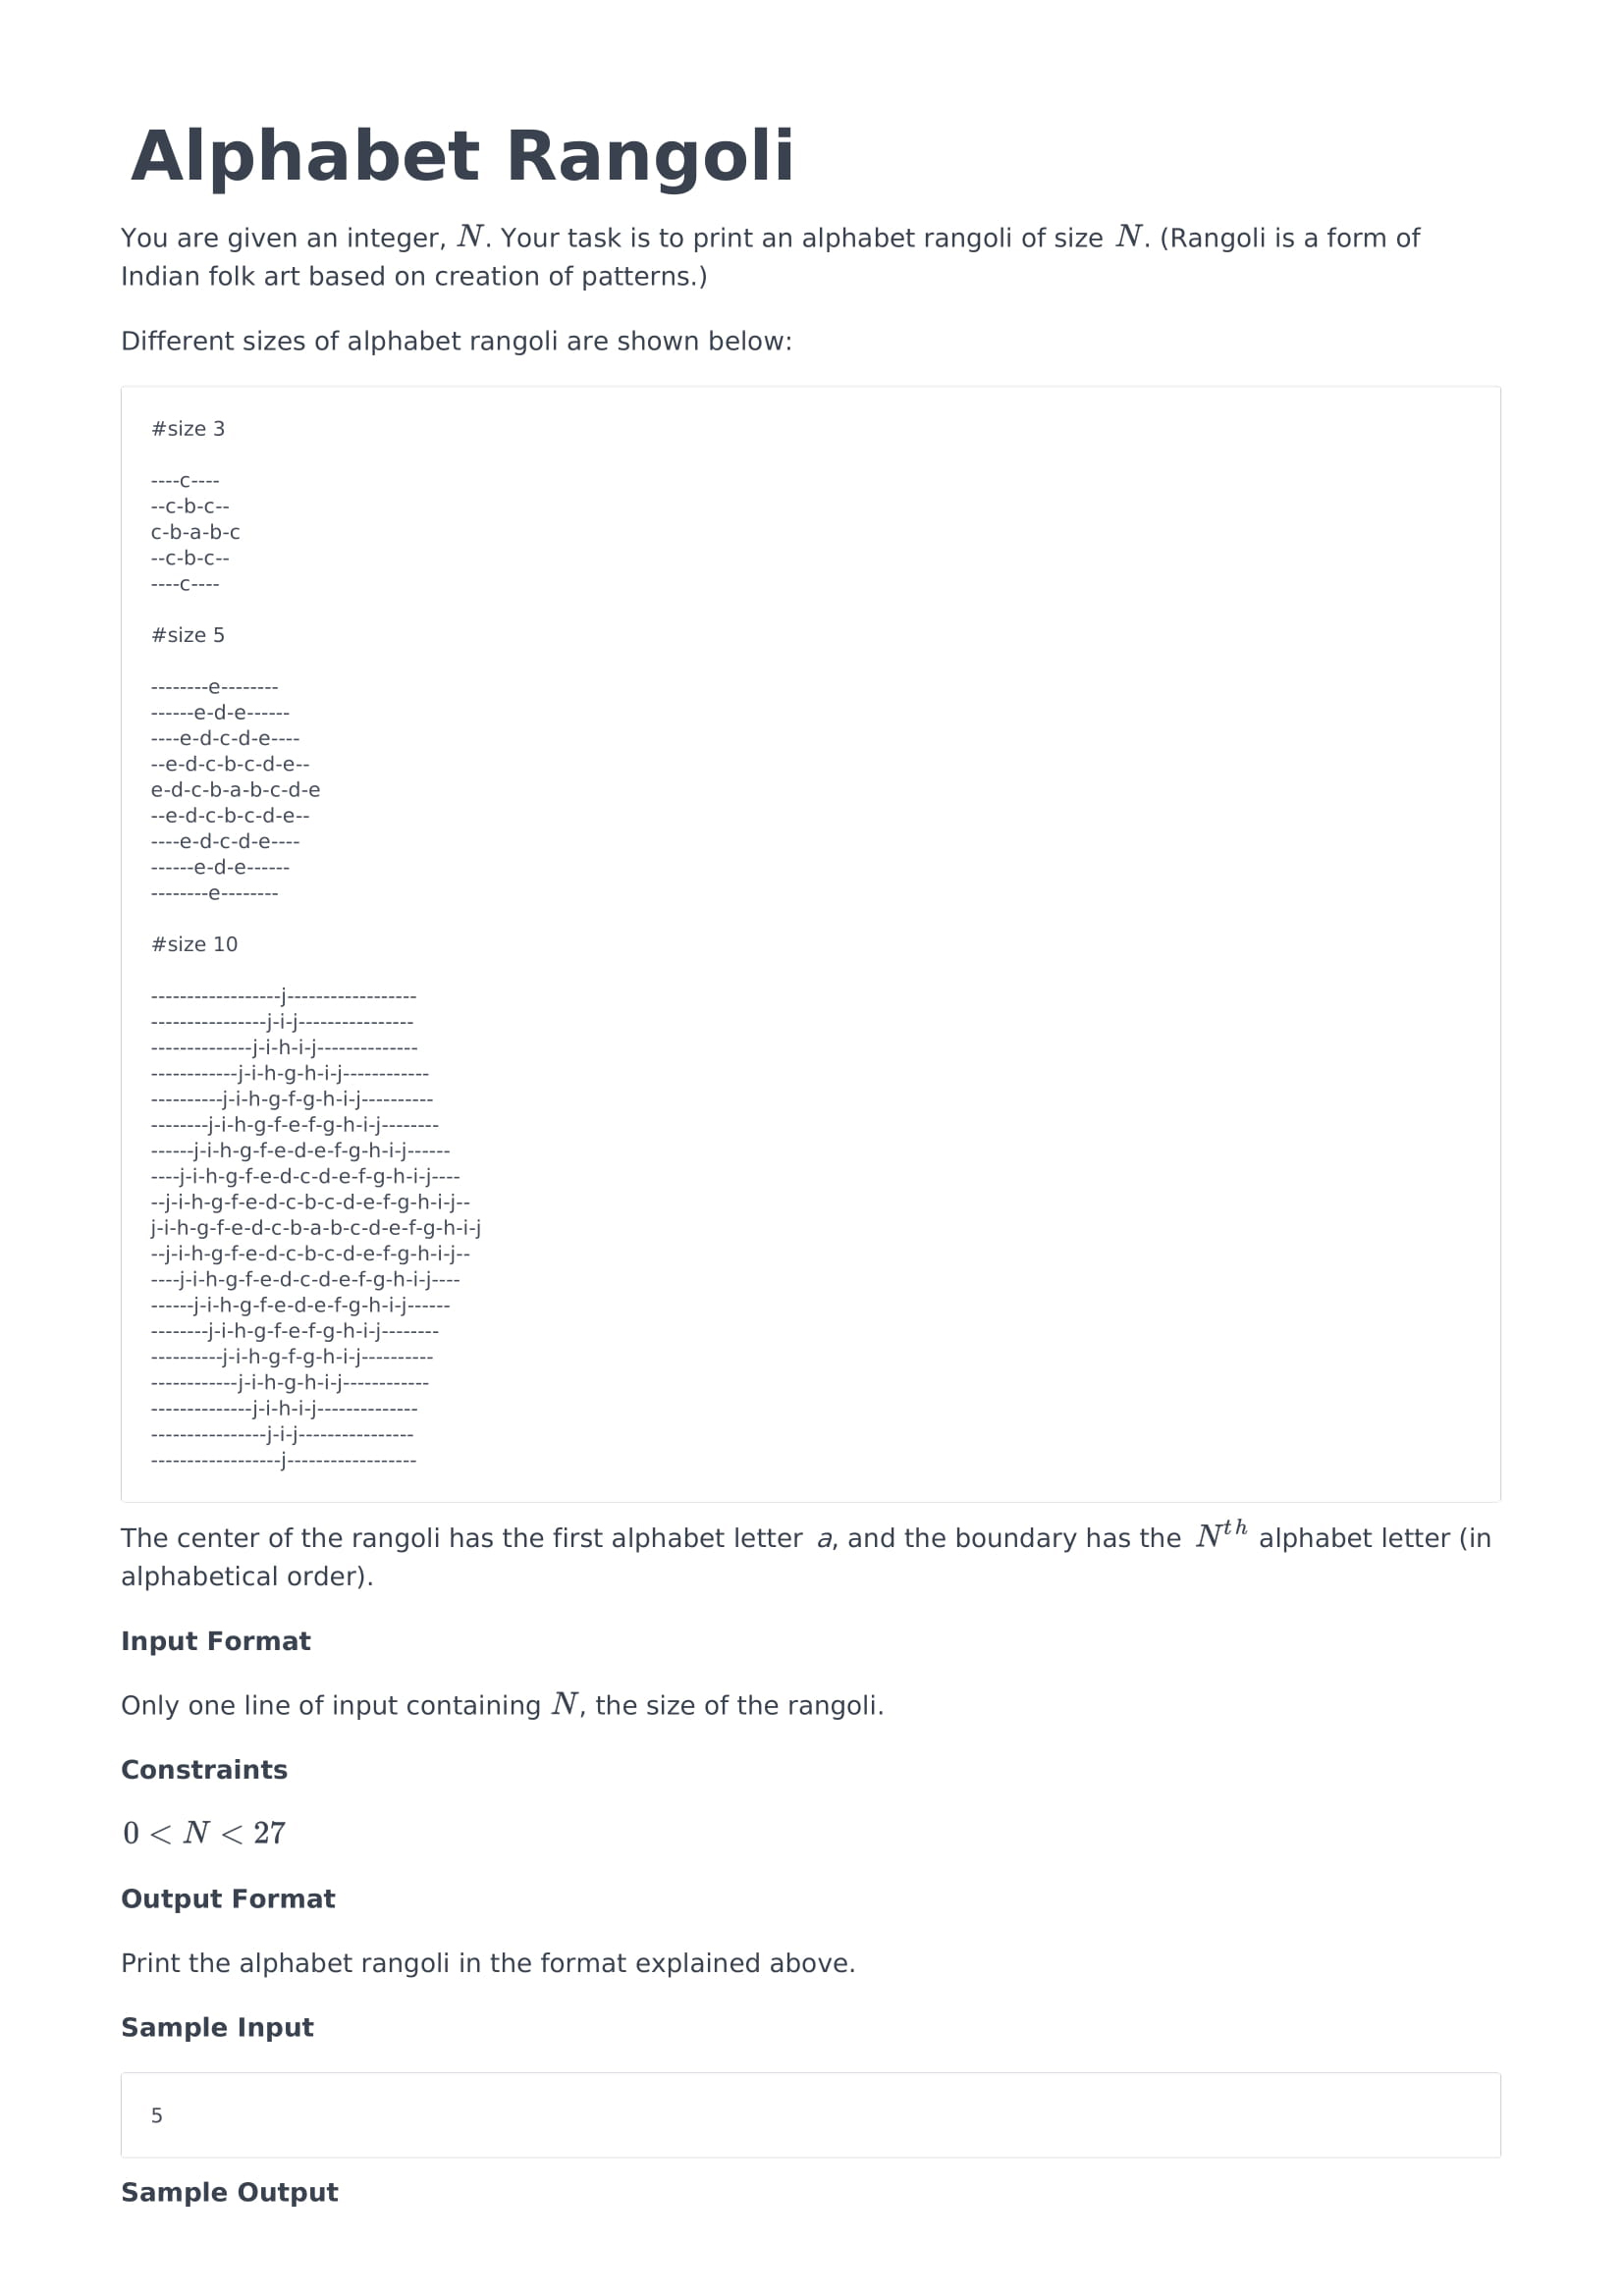 Alphabet Rangoli
You are given an integer, N. Your task is to print an alphabet rangoli of size N. (Rangoli is a form of
Indian folk art based on creation of patterns.)
Different sizes of alphabet rangoli are shown below:
#size 3
----c----
--c-b-c--
c-b-a-b-c
--c-b-c--
----c----
#size 5
--------e--------
------e-d-e------
----e-d-c-d-e----
--e-d-c-b-c-d-e--
e-d-c-b-a-b-c-d-e
--e-d-c-b-c-d-e--
----e-d-c-d-e----
------e-d-e------
--------e--------
#size 10
------------------j------------------
----------------j-i-j----------------
--------------j-i-h-i-j--------------
------------j-i-h-g-h-i-j------------
----------j-i-h-g-f-g-h-i-j----------
--------j-i-h-g-f-e-f-g-h-i-j--------
------j-i-h-g-f-e-d-e-f-g-h-i-j------
----j-i-h-g-f-e-d-c-d-e-f-g-h-i-j----
--j-i-h-g-f-e-d-c-b-c-d-e-f-g-h-i-j--
j-i-h-g-f-e-d-c-b-a-b-c-d-e-f-g-h-i-j
--j-i-h-g-f-e-d-c-b-c-d-e-f-g-h-i-j--
----j-i-h-g-f-e-d-c-d-e-f-g-h-i-j----
------j-i-h-g-f-e-d-e-f-g-h-i-j------
--------j-i-h-g-f-e-f-g-h-i-j--------
----------j-i-h-g-f-g-h-i-j----------
------------j-i-h-g-h-i-j------------
--------------j-i-h-i-j--------------
----------------j-i-j----------------
------------------j------------------
The center of the rangoli has the first alphabet letter a, and the boundary has the N^th alphabet letter (in
alphabetical order).
Input Format
Only one line of input containing N, the size of the rangoli.
Constraints
0 < N < 27
Output Format
Print the alphabet rangoli in the format explained above.
Sample Input
5
Sample Output